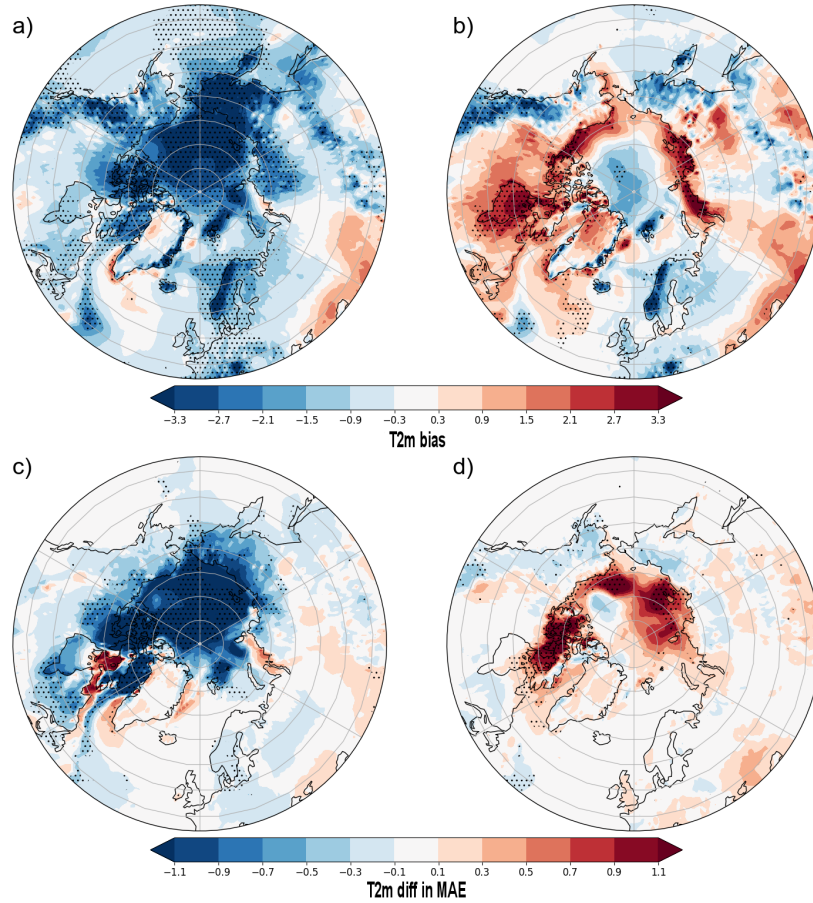 a)
b)
−3.3 −2.7 −2.1 −1.5 −0.9 −0.3 0.3 0.9 1.5 2.1 2.7 3.3
T2m bias
c)
d)
−1.1 −0.9 −0.7 −0.5 −0.3 −0.1 0.1 0.3 0.5 0.7 0.9 1.1
T2m diff in MAE